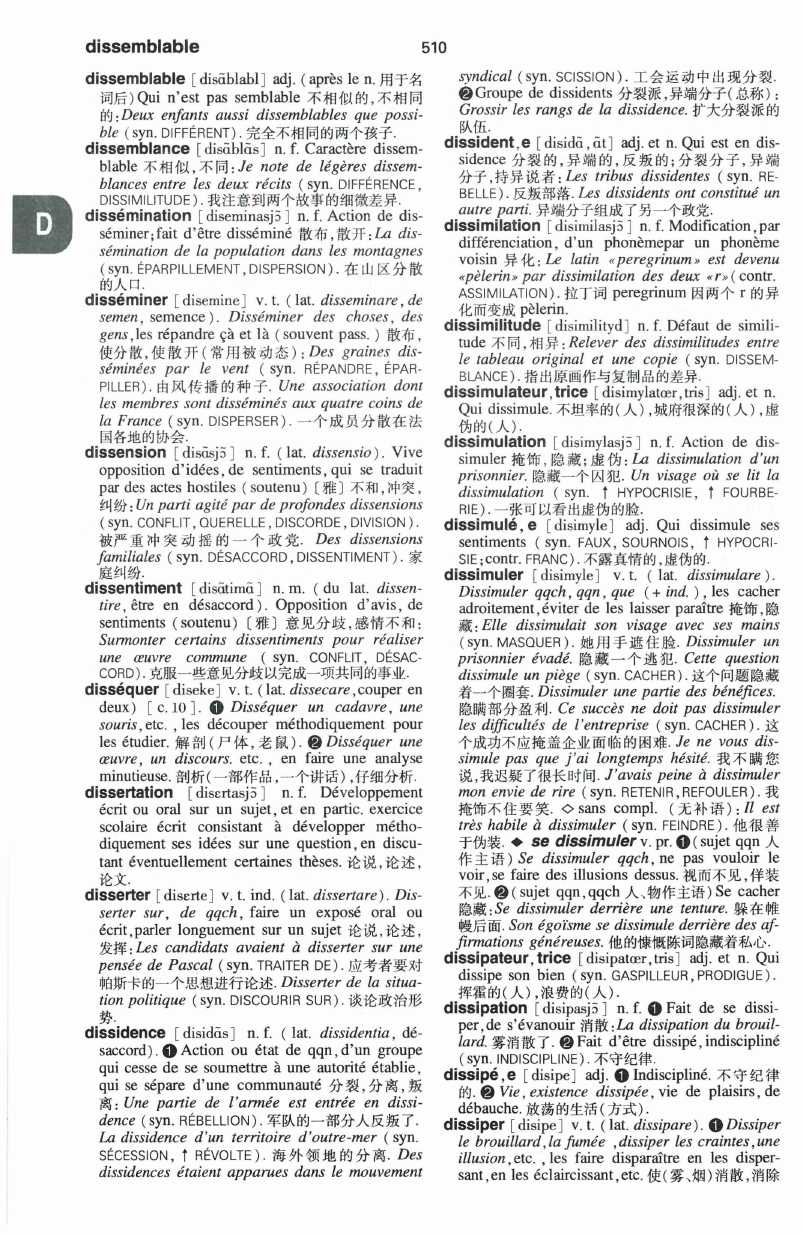 dissemblable 510
dissemblable [disɑ̃blabl] adj. (après le n. 用于名
词后) Qui n'est pas semblable 不相似的,不相同
的:Deux enfants aussi dissemblables que possi-
ble (syn. DIFFÉRENT). 完全不相同的两个孩子.
dissemblance [disɑ̃blɑ̃s] n. f. Caractère dissem-
blable 不相似,不同:Je note de légères dissem-
blances entre les deux récits (syn. DIFFÉRENCE,
DISSIMILITUDE). 我注意到两个故事的细微差异.
D
dissémination [diseminasjɔ̃] n. f. Action de dis-
séminer;fait d'être disséminé 散布,散开:La dis-
sémination de la population dans les montagnes
(syn. ÉPARPILLEMENT,DISPERSION). 在山区分散
的人口.
disséminer [disemine] v. t. (lat. disseminare, de
semen, semence). Disséminer des choses, des
gens,les répandre çà et là (souvent pass.) 散布,
使分散,使散开(常用被动态):Des graines dis-
séminées par le vent (syn. RÉPANDRE, ÉPAR-
PILLER). 由风传播的种子. Une association dont
les membres sont disséminés aux quatre coins de
la France (syn. DISPERSER). 一个成员分散在法
国各地的协会.
dissension [disɑ̃sjɔ̃] n. f. (lat. dissensio). Vive
opposition d'idées, de sentiments, qui se traduit
par des actes hostiles (soutenu)〔雅〕不和,冲突,
纠纷:Un parti agité par de profondes dissensions
(syn. CONFLIT, QUERELLE, DISCORDE, DIVISION).
被严重冲突动摇的一个政党. Des dissensions
familiales (syn. DÉSACCORD, DISSENTIMENT). 家
庭纠纷.
dissentiment [disɑ̃timɑ̃] n. m. (du lat. dissen-
tire, être en désaccord). Opposition d'avis, de
sentiments (soutenu)〔雅〕意见分歧,感情不和:
Surmonter certains dissentiments pour réaliser
une œuvre commune (syn. CONFLIT, DÉSAC-
CORD). 克服一些意见分歧以完成一项共同的事业.
disséquer [diseke] v. t. (lat. dissecare,couper en
deux) [c. 10]. ❶ Disséquer un cadavre, une
souris, etc. , les découper méthodiquement pour
les étudier. 解剖(尸体,老鼠). ❷ Disséquer une
œuvre, un discours. etc. , en faire une analyse
minutieuse. 剖析(一部作品,一个讲话),仔细分析.
dissertation [disɛrtasjɔ̃] n. f. Développement
écrit ou oral sur un sujet, et en partic. exercice
scolaire écrit consistant à développer métho-
diquement ses idées sur une question, en discu-
tant éventuellement certaines thèses. 论说,论述,
论文.
disserter [disɛrte] v. t. ind. (lat. dissertare). Dis-
serter sur, de qqch, faire un exposé oral ou
écrit,parler longuement sur un sujet 论说,论述,
发挥:Les candidats avaient à disserter sur une
pensée de Pascal (syn. TRAITER DE). 应考者要对
帕斯卡的一个思想进行论述. Disserter de la situa-
tion politique (syn. DISCOURIR SUR). 谈论政治形
势.
dissidence [disidɑ̃s] n. f. (lat. dissidentia, dé-
saccord). ❶ Action ou état de qqn, d'un groupe
qui cesse de se soumettre à une autorité établie,
qui se sépare d'une communauté 分裂,分离,叛
离:Une partie de l'armée est entrée en dissi-
dence (syn. RÉBELLION). 军队的一部分人反叛了.
La dissidence d'un territoire d'outre-mer (syn.
SÉCESSION, ↑ RÉVOLTE). 海外领地的分离. Des
dissidences étaient apparues dans le mouvement
syndical (syn. SCISSION). 工会运动中出现分裂.
❷ Groupe de dissidents 分裂派,异端分子(总称):
Grossir les rangs de la dissidence. 扩大分裂派的
队伍.
dissident, e [disidɑ̃, ɑ̃t] adj. et n. Qui est en dis-
sidence 分裂的,异端的,反叛的;分裂分子,异端
分子,持异说者:Les tribus dissidentes (syn. RE-
BELLE). 反叛部落. Les dissidents ont constitué un
autre parti. 异端分子组成了另一个政党.
dissimilation [disimilasjɔ̃] n. f. Modification, par
différenciation, d'un phonèmepar un phonème
voisin 异化:Le latin «peregrinum» est devenu
«pèlerin» par dissimilation des deux «r»(contr.
ASSIMILATION). 拉丁词 peregrinum 因两个 r 的异
化而变成 pèlerin.
dissimilitude [disimilityd] n. f. Défaut de simili-
tude 不同,相异:Relever des dissimilitudes entre
le tableau original et une copie (syn. DISSEM-
BLANCE). 指出原画作与复制品的差异.
dissimulateur, trice [disimylatœr,tris] adj. et n.
Qui dissimule. 不坦率的(人),城府很深的(人),虚
伪的(人).
dissimulation [disimylasjɔ̃] n. f. Action de dis-
simuler 掩饰,隐藏;虚伪:La dissimulation d'un
prisonnier. 隐藏一个囚犯. Un visage où se lit la
dissimulation (syn. ↑ HYPOCRISIE, ↑ FOURBE-
RIE). 一张可以看出虚伪的脸.
dissimulé, e [disimyle] adj. Qui dissimule ses
sentiments (syn. FAUX, SOURNOIS, ↑ HYPOCRI-
SIE;contr. FRANC). 不露真情的,虚伪的.
dissimuler [disimyle] v. t. (lat. dissimulare).
Dissimuler qqch, qqn, que (+ ind.), les cacher
adroitement,éviter de les laisser paraître 掩饰,隐
藏:Elle dissimulait son visage avec ses mains
(syn. MASQUER). 她用手遮住脸. Dissimuler un
prisonnier évadé. 隐藏一个逃犯. Cette question
dissimule un piège (syn. CACHER). 这个问题隐藏
着一个圈套. Dissimuler une partie des bénéfices.
隐瞒部分盈利. Ce succès ne doit pas dissimuler
les difficultés de l'entreprise (syn. CACHER). 这
个成功不应掩盖企业面临的困难. Je ne vous dis-
simule pas que j'ai longtemps hésité. 我不瞒您
说,我迟疑了很长时间. J'avais peine à dissimuler
mon envie de rire (syn. RETENIR, REFOULER). 我
掩饰不住要笑. ◇ sans compl. (无补语):Il est
très habile à dissimuler (syn. FEINDRE). 他很善
于伪装. ◆ se dissimuler v. pr. ❶ (sujet qqn 人
作主语) Se dissimuler qqch, ne pas vouloir le
voir, se faire des illusions dessus. 视而不见,佯装
不见. ❷ (sujet qqn,qqch 人、物作主语) Se cacher
隐藏:Se dissimuler derrière une tenture. 躲在帷
幔后面. Son égoïsme se dissimule derrière des af-
firmations généreuses. 他的慷慨陈词隐藏着私心.
dissipateur, trice [disipatœr,tris] adj. et n. Qui
dissipe son bien (syn. GASPILLEUR, PRODIGUE).
挥霍的(人),浪费的(人).
dissipation [disipasjɔ̃] n. f. ❶ Fait de se dissi-
per, de s'évanouir 消散:La dissipation du brouil-
lard. 雾消散了. ❷ Fait d'être dissipé, indiscipliné
(syn. INDISCIPLINE). 不守纪律.
dissipé, e [disipe] adj. ❶ Indiscipliné. 不守纪律
的. ❷ Vie, existence dissipée, vie de plaisirs, de
débauche. 放荡的生活(方式).
dissiper [disipe] v. t. (lat. dissipare). ❶ Dissiper
le brouillard, la fumée ,dissiper les craintes, une
illusion, etc. , les faire disparaître en les disper-
sant, en les éclaircissant, etc. 使(雾、烟)消散,消除